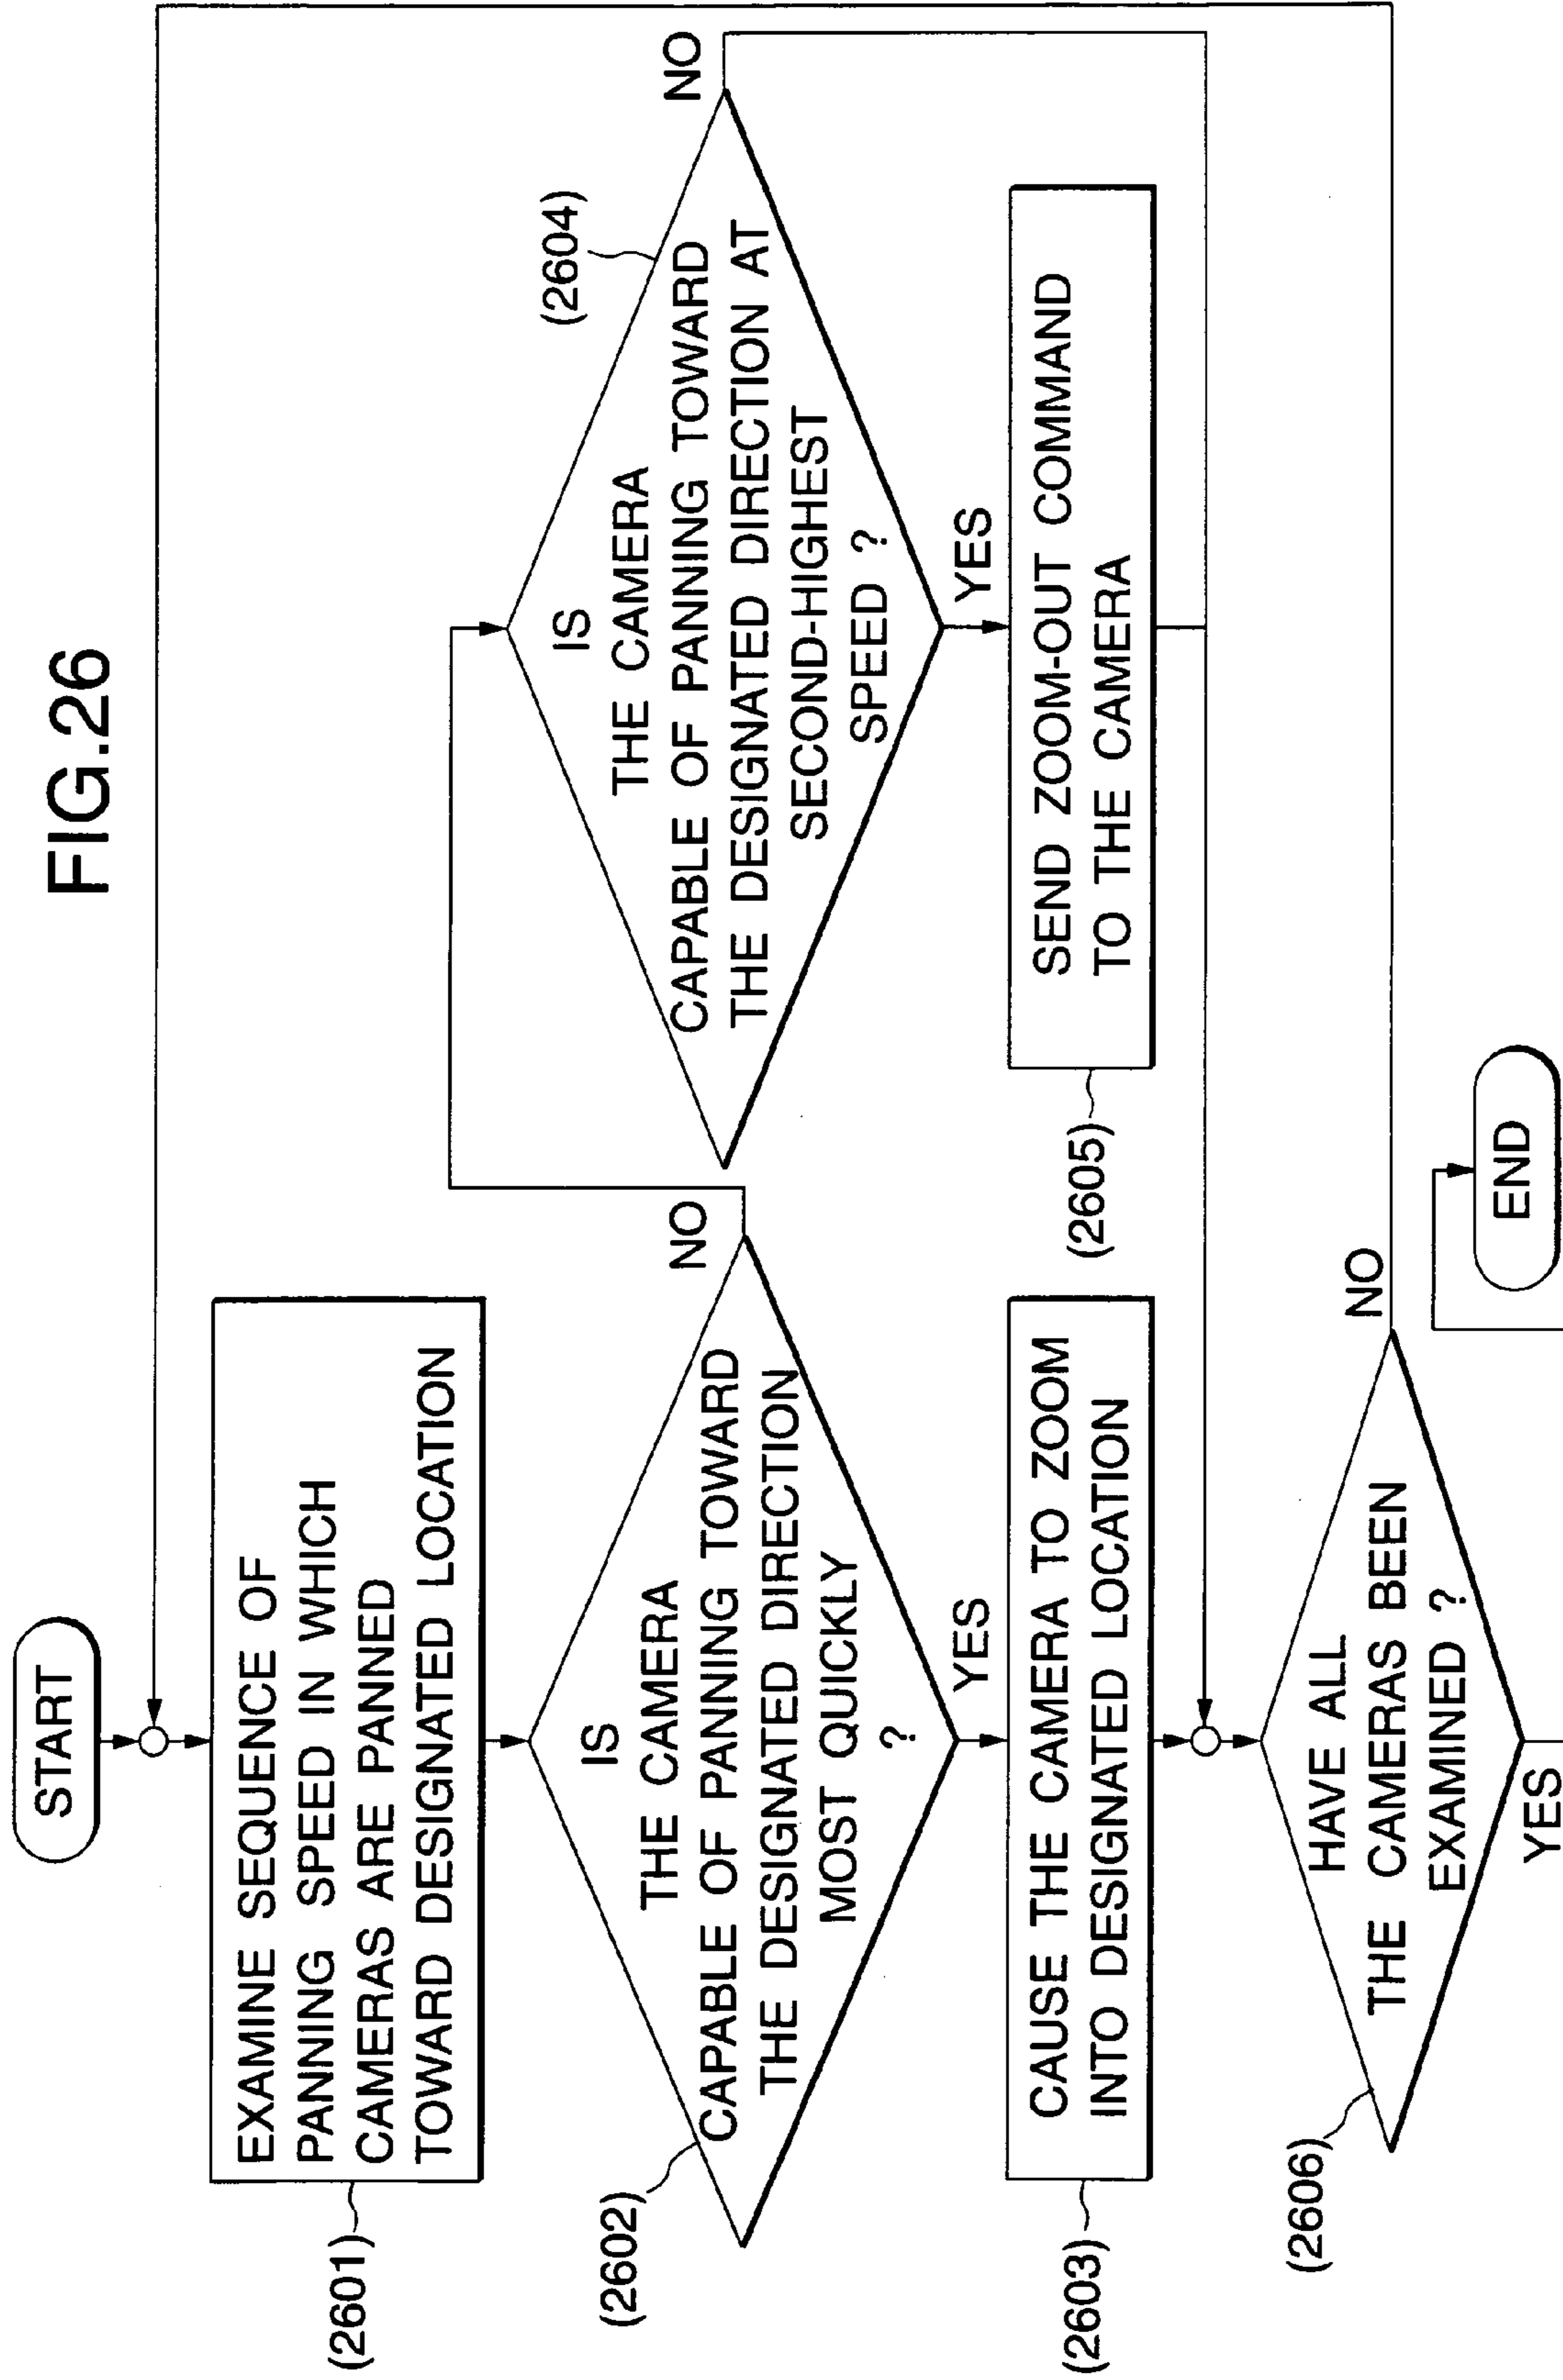 FIG.26
START
EXAMINE SEQUENCE OF
PANNING SPEED IN WHICH
CAMERAS ARE PANNED
TOWARD DESIGNATED LOCATION
(2601)
IS
THE CAMERA
CAPABLE OF PANNING TOWARD
THE DESIGNATED DIRECTION
MOST QUICKLY
?
(2602)
NO
YES
CAUSE THE CAMERA TO ZOOM
INTO DESIGNATED LOCATION
(2603)
IS
THE CAMERA
CAPABLE OF PANNING TOWARD
THE DESIGNATED DIRECTION AT
SECOND-HIGHEST
SPEED ?
(2604)
NO
YES
SEND ZOOM-OUT COMMAND
TO THE CAMERA
(2605)
HAVE ALL
THE CAMERAS BEEN
EXAMINED ?
(2606)
NO
YES
END